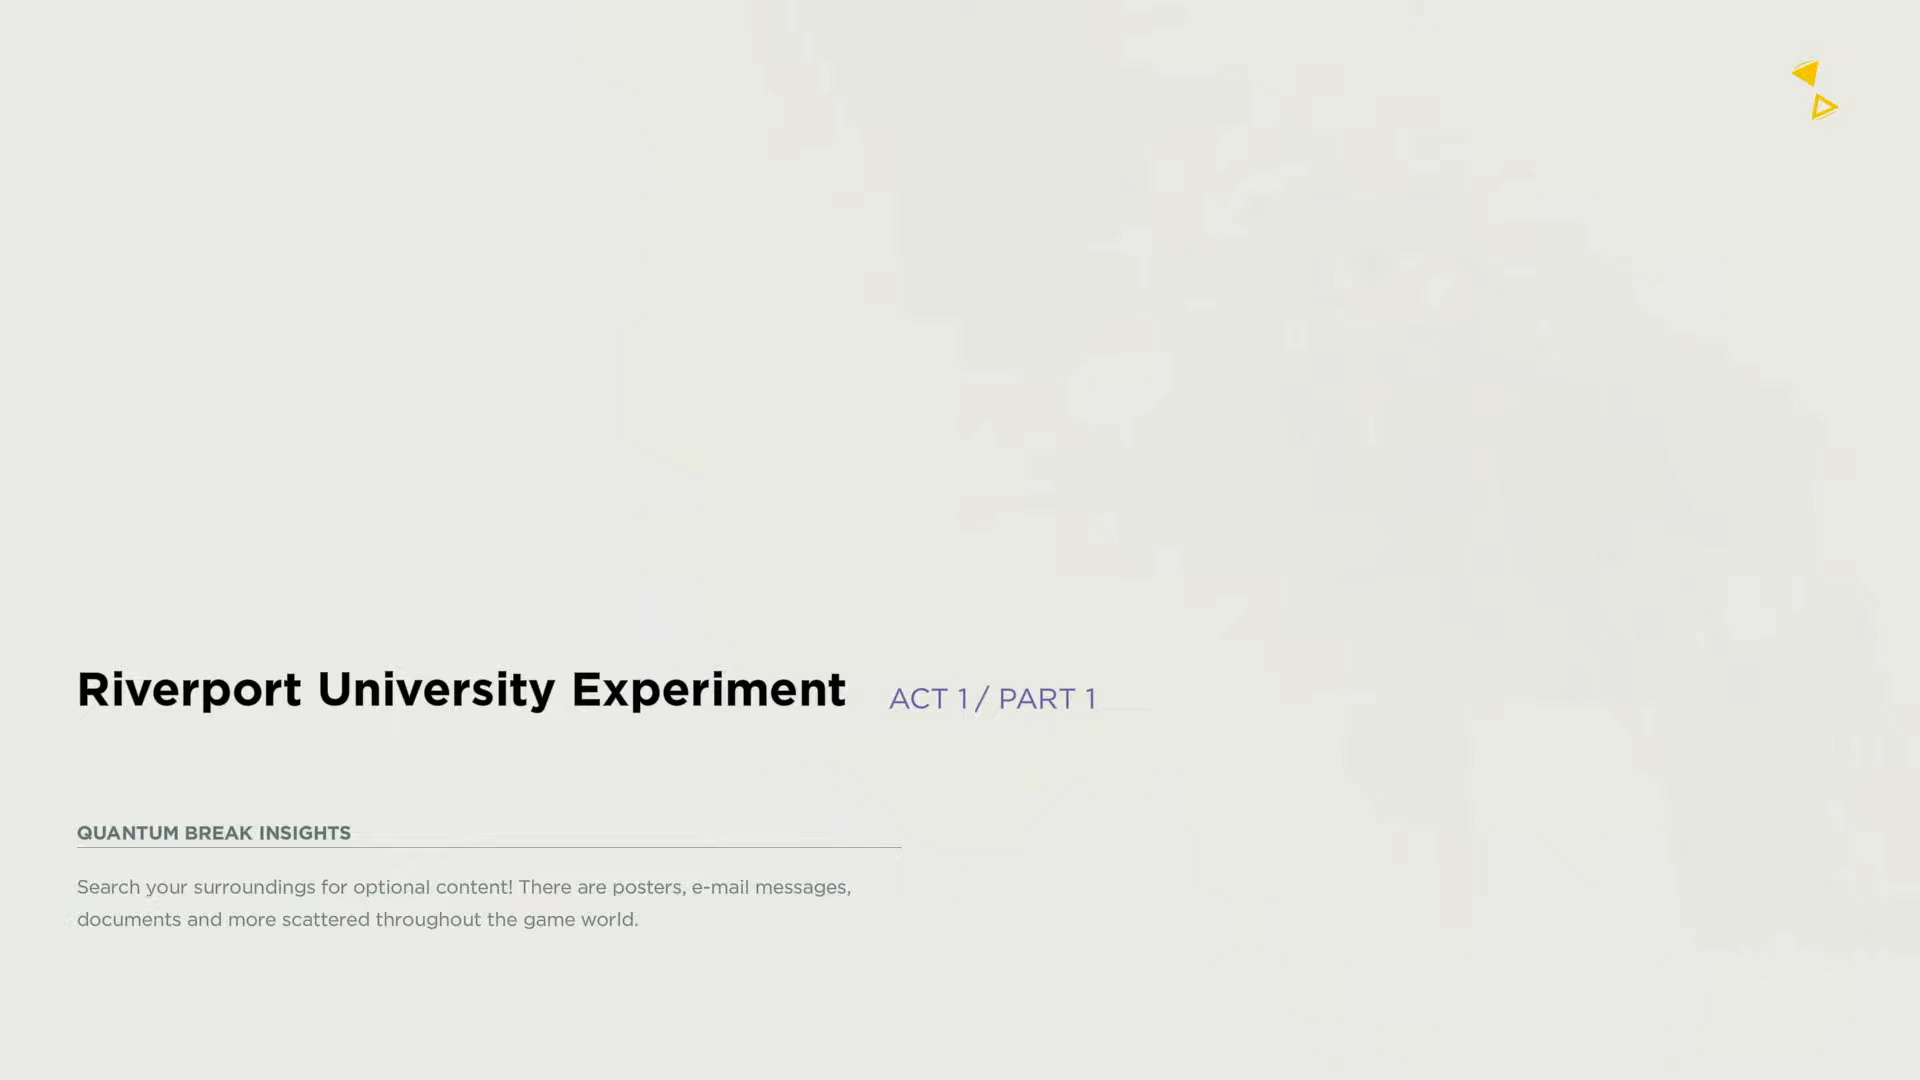 Riverport University Experiment ACT 1 / PART 1
QUANTUM BREAK INSIGHTS
Search your surroundings for optional content! There are posters, e-mail messages,
documents and more scattered throughout the game world.